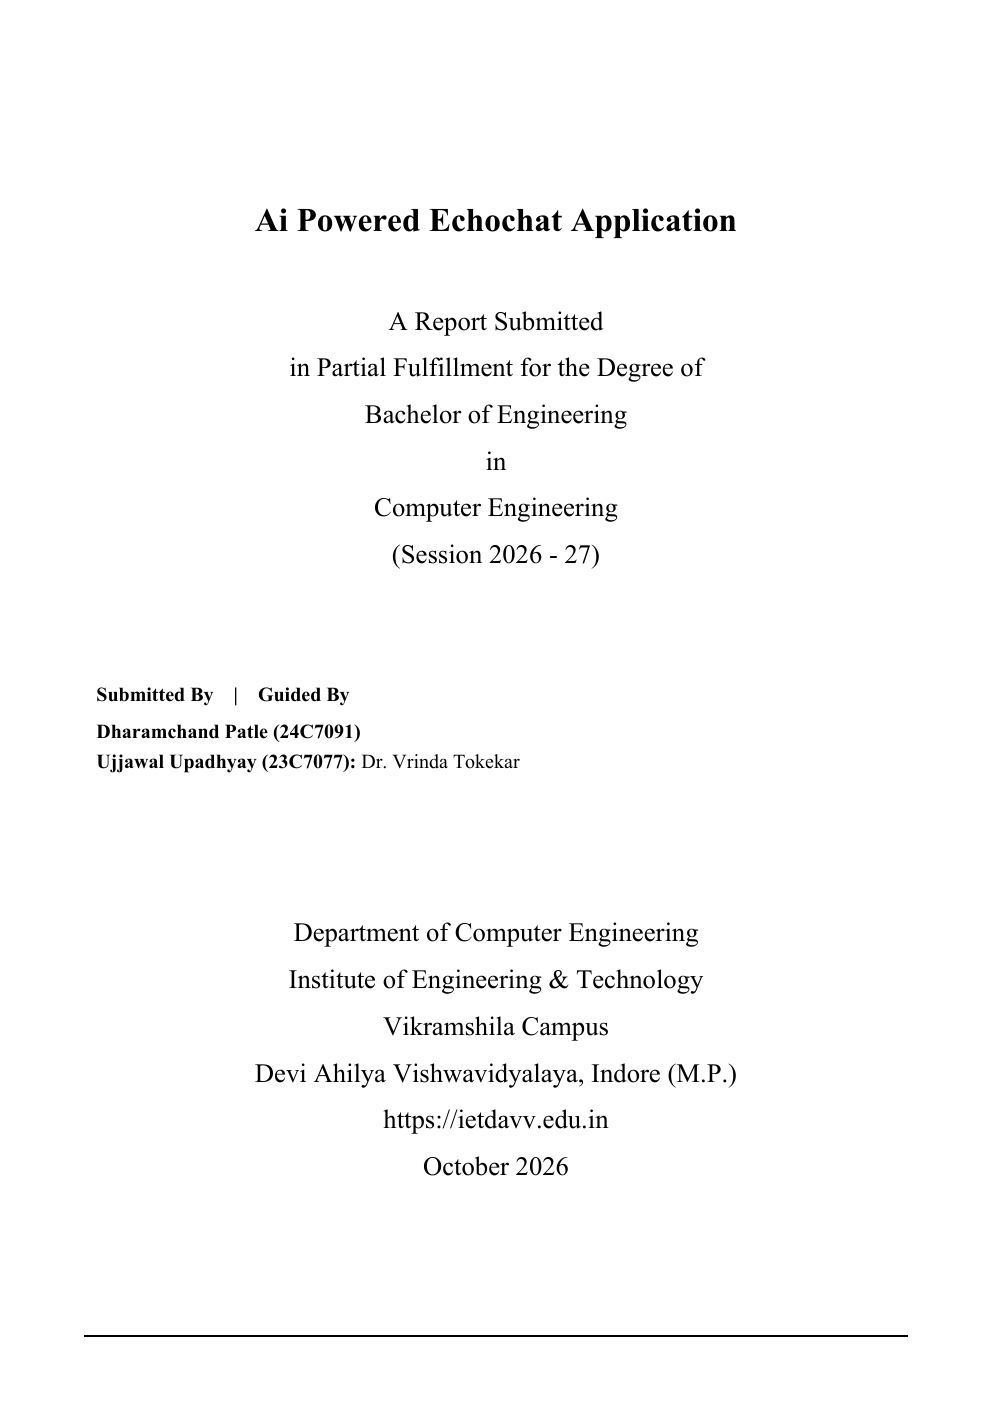 Ai Powered Echochat Application
A Report Submitted
in Partial Fulfillment for the Degree of
Bachelor of Engineering
in
Computer Engineering
(Session 2026 - 27)
Submitted By | Guided By
Dharamchand Patle (24C7091)
Ujjawal Upadhyay (23C7077): Dr. Vrinda Tokekar
Department of Computer Engineering
Institute of Engineering & Technology
Vikramshila Campus
Devi Ahilya Vishwavidyalaya, Indore (M.P.)
https://ietdavv.edu.in
October 2026